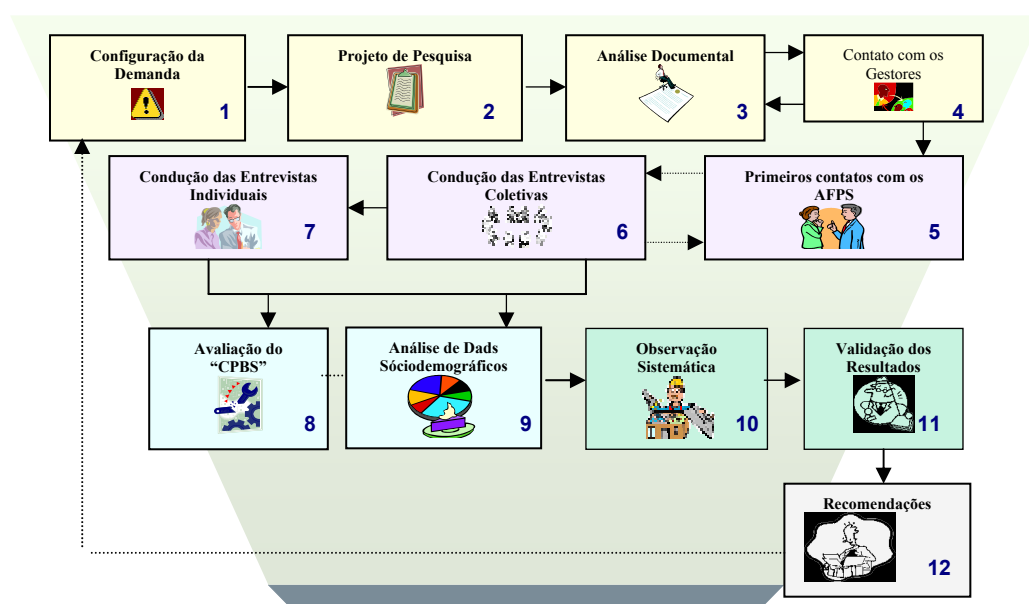 Configuração da
Demanda
1
Projeto de Pesquisa
2
Análise Documental
3
Contato com os
Gestores
4
Condução das Entrevistas
Individuais
7
Condução das Entrevistas
Coletivas
6
Primeiros contatos com os
AFPS
5
Avaliação do
“CPBS”
8
Análise de Dads
Sóciodemográficos
9
Observação
Sistemática
10
Validação dos
Resultados
11
Recomendações
12